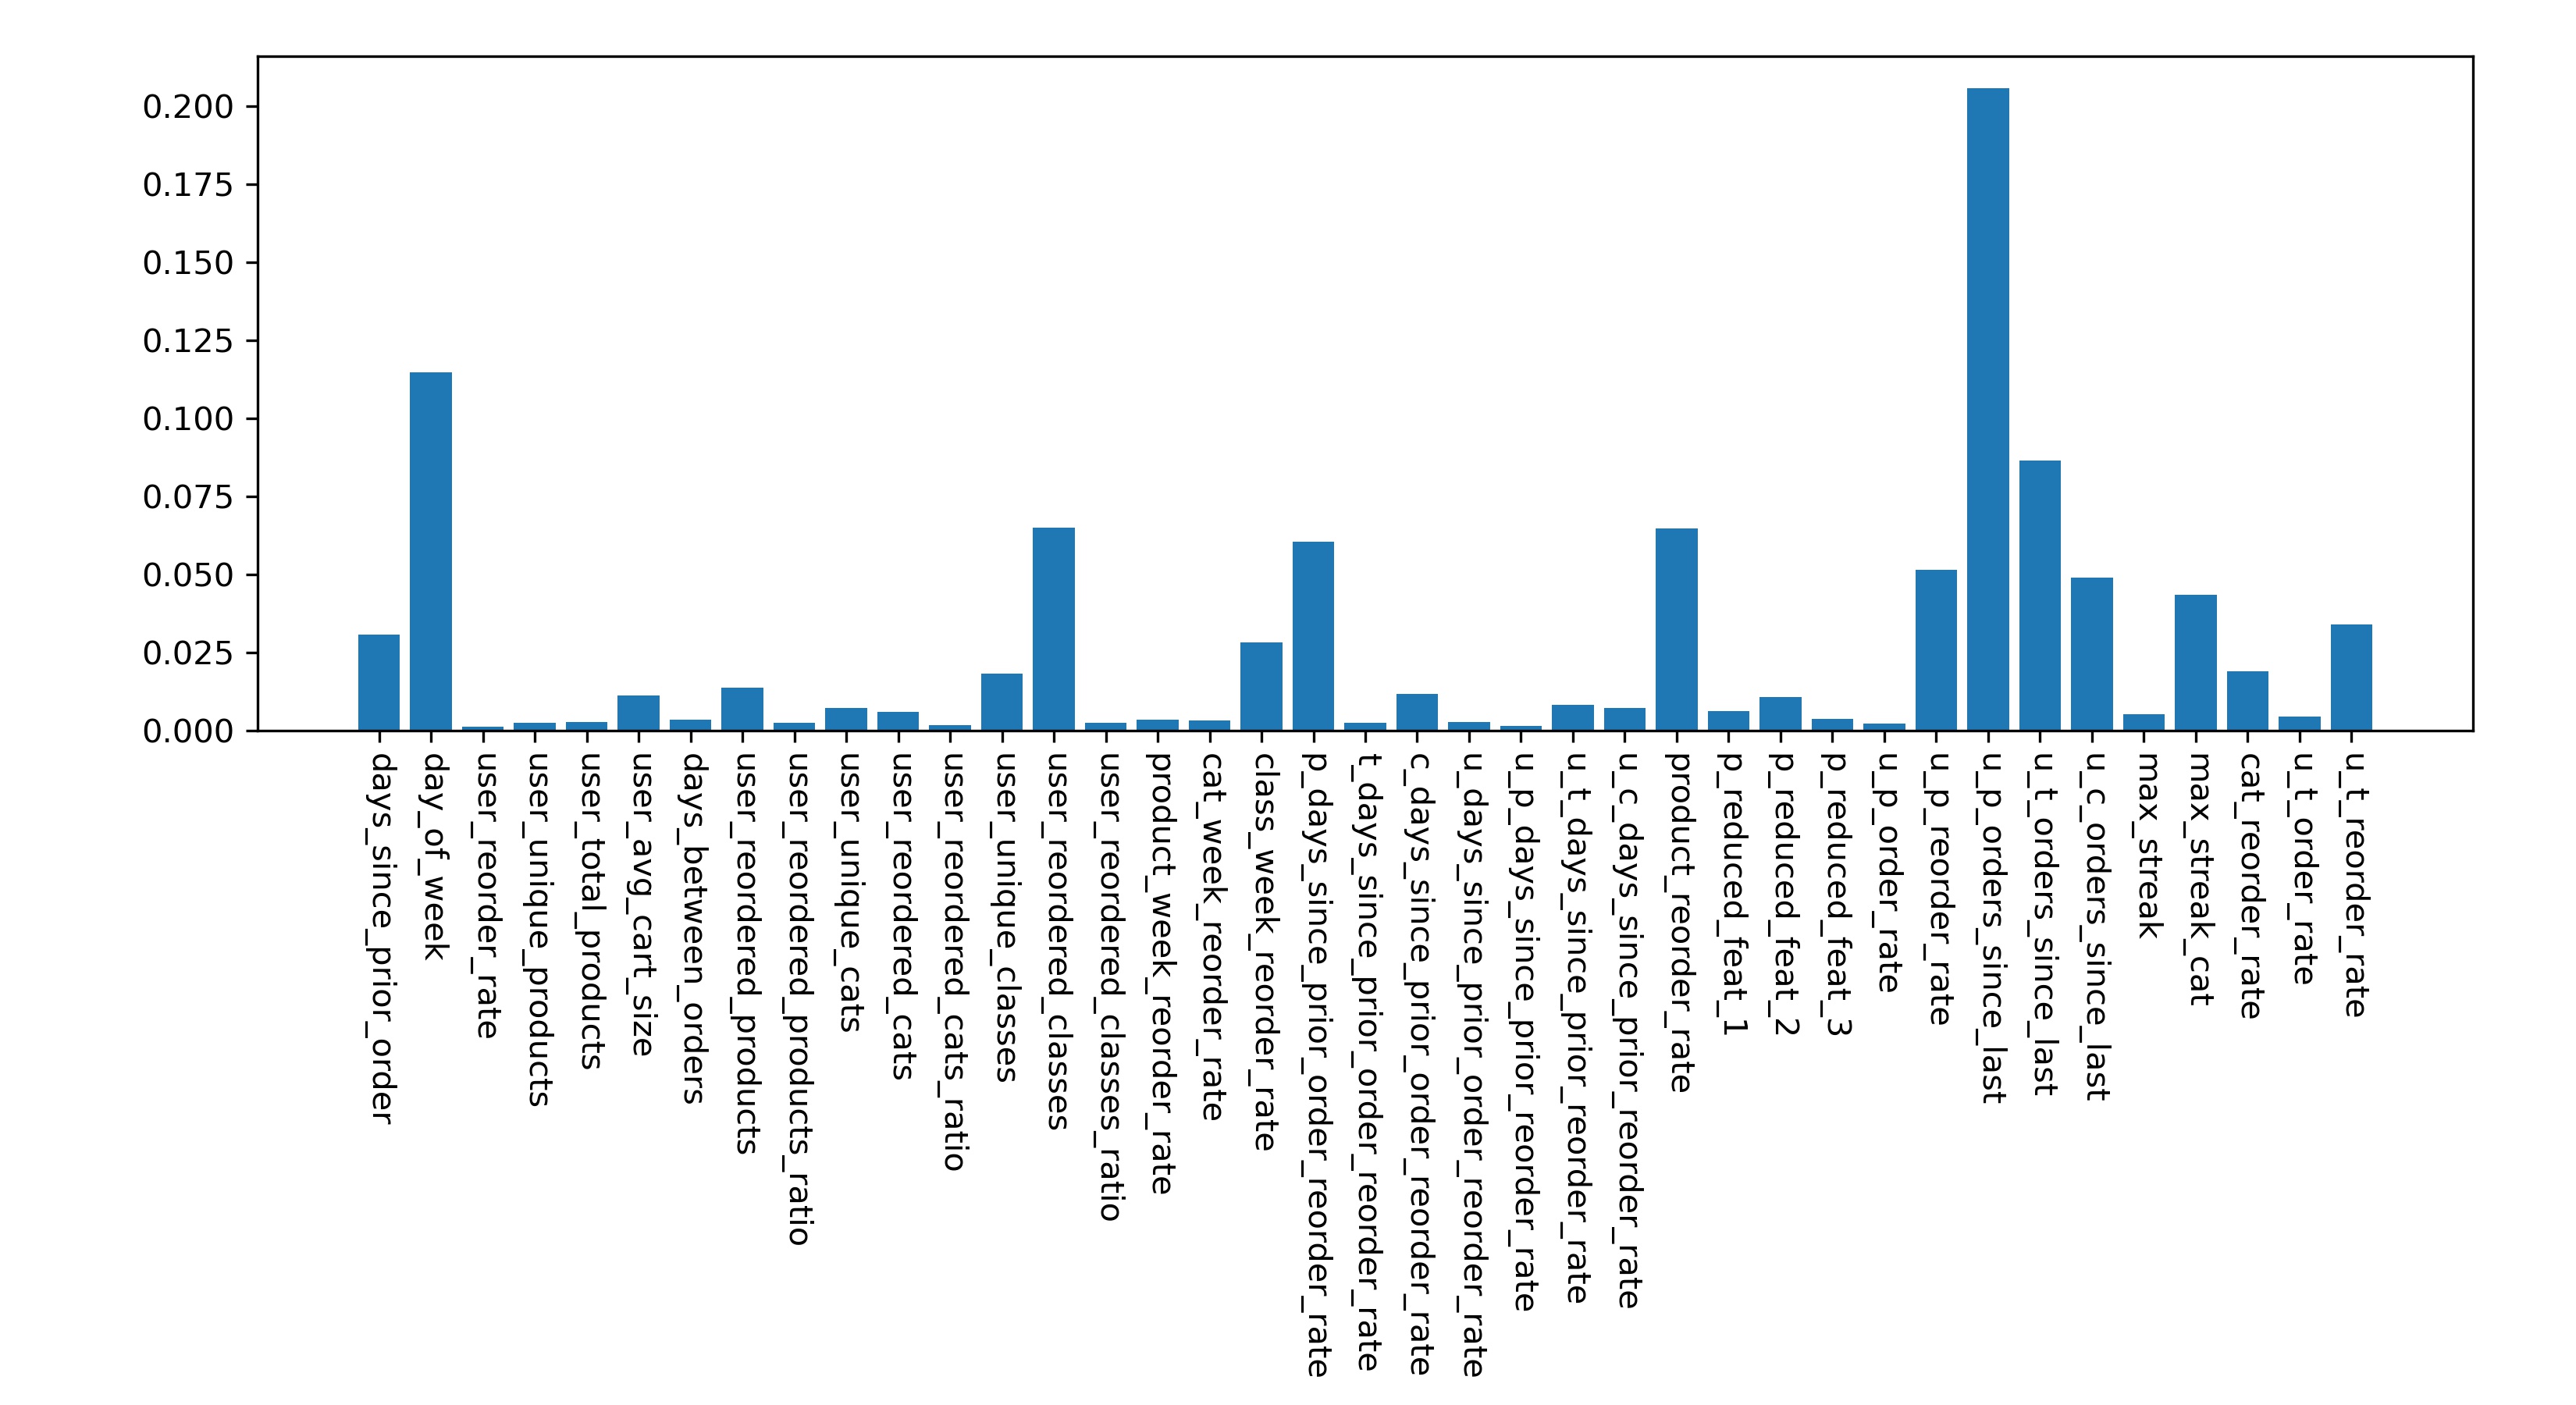 0.200
0.175
0.150
0.125
0.100
0.075
0.050
0.025
0.000
days_since_prior_order
day_of_week
user_reorder_rate
user_unique_products
user_total_products
user_avg_cart_size
days_between_orders
user_reordered_products
user_reordered_products_ratio
user_unique_cats
user_reordered_cats
user_reordered_cats_ratio
user_unique_classes
user_reordered_classes
user_reordered_classes_ratio
product_week_reorder_rate
cat_week_reorder_rate
class_week_reorder_rate
p_days_since_prior_order_reorder_rate
t_days_since_prior_order_reorder_rate
c_days_since_prior_order_reorder_rate
u_days_since_prior_order_reorder_rate
u_p_days_since_prior_reorder_rate
u_t_days_since_prior_reorder_rate
u_c_days_since_prior_reorder_rate
product_reorder_rate
p_reduced_feat_1
p_reduced_feat_2
p_reduced_feat_3
u_p_order_rate
u_p_reorder_rate
u_p_orders_since_last
u_t_orders_since_last
u_c_orders_since_last
max_streak
max_streak_cat
cat_reorder_rate
u_t_order_rate
u_t_reorder_rate